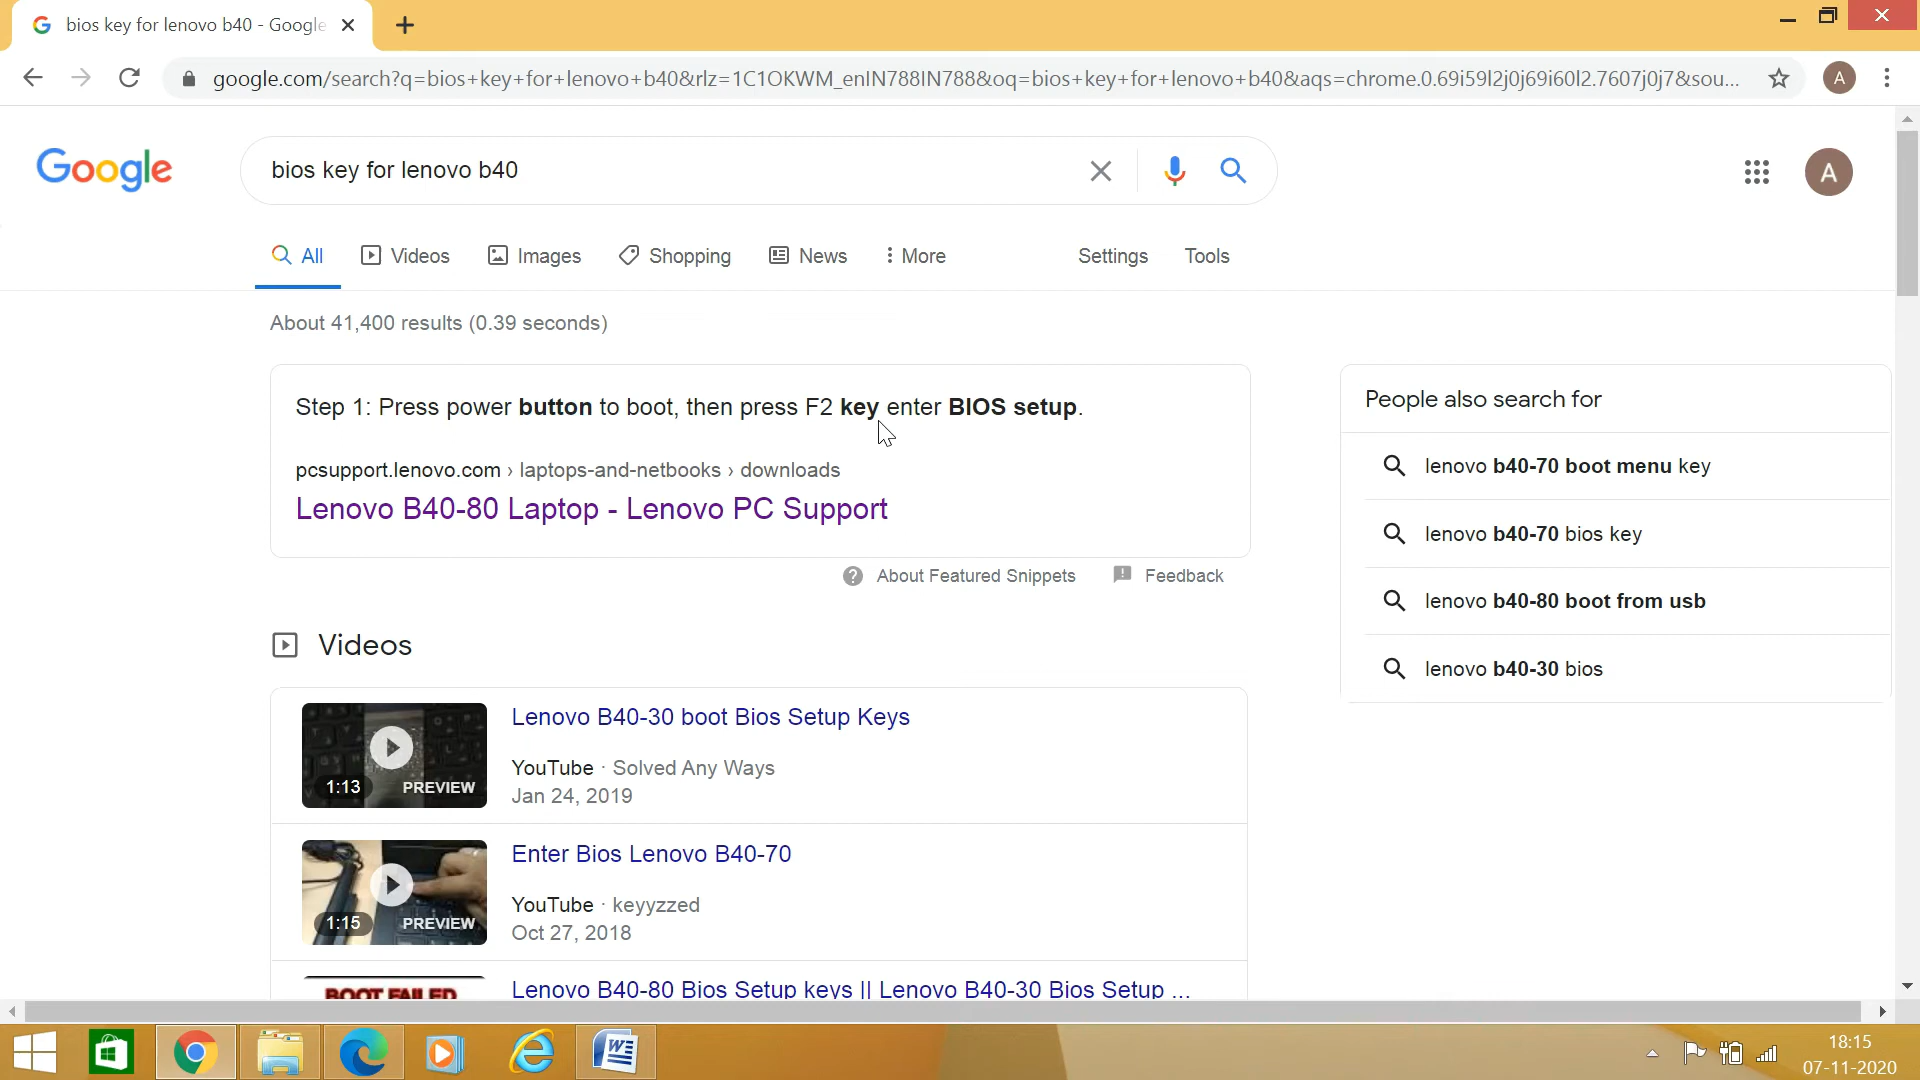 bios key for lenovo b40 - Google
google.com/search?q=bios+key+for+lenovo+b40&rlz=1C1OKWM_enIN788IN788&oq=bios+key+for+lenovo+b40&aqs=chrome.0.69i59l2j0j69i60l2.7607j0j7&sou...
A
Google
bios key for lenovo b40
A
All
Videos
Images
Shopping
News
More
Settings
Tools
About 41,400 results (0.39 seconds)
Step 1: Press power button to boot, then press F2 key enter BIOS setup.
pcsupport.lenovo.com › laptops-and-netbooks › downloads
Lenovo B40-80 Laptop - Lenovo PC Support
About Featured Snippets
Feedback
People also search for
lenovo b40-70 boot menu key
lenovo b40-70 bios key
lenovo b40-80 boot from usb
lenovo b40-30 bios
Videos
1:13
PREVIEW
Lenovo B40-30 boot Bios Setup Keys
YouTube · Solved Any Ways
Jan 24, 2019
1:15
PREVIEW
Enter Bios Lenovo B40-70
YouTube · keyyzzed
Oct 27, 2018
BOOT FAILED
Lenovo B40-80 Bios Setup keys || Lenovo B40-30 Bios Setup ...
18:15
07-11-2020